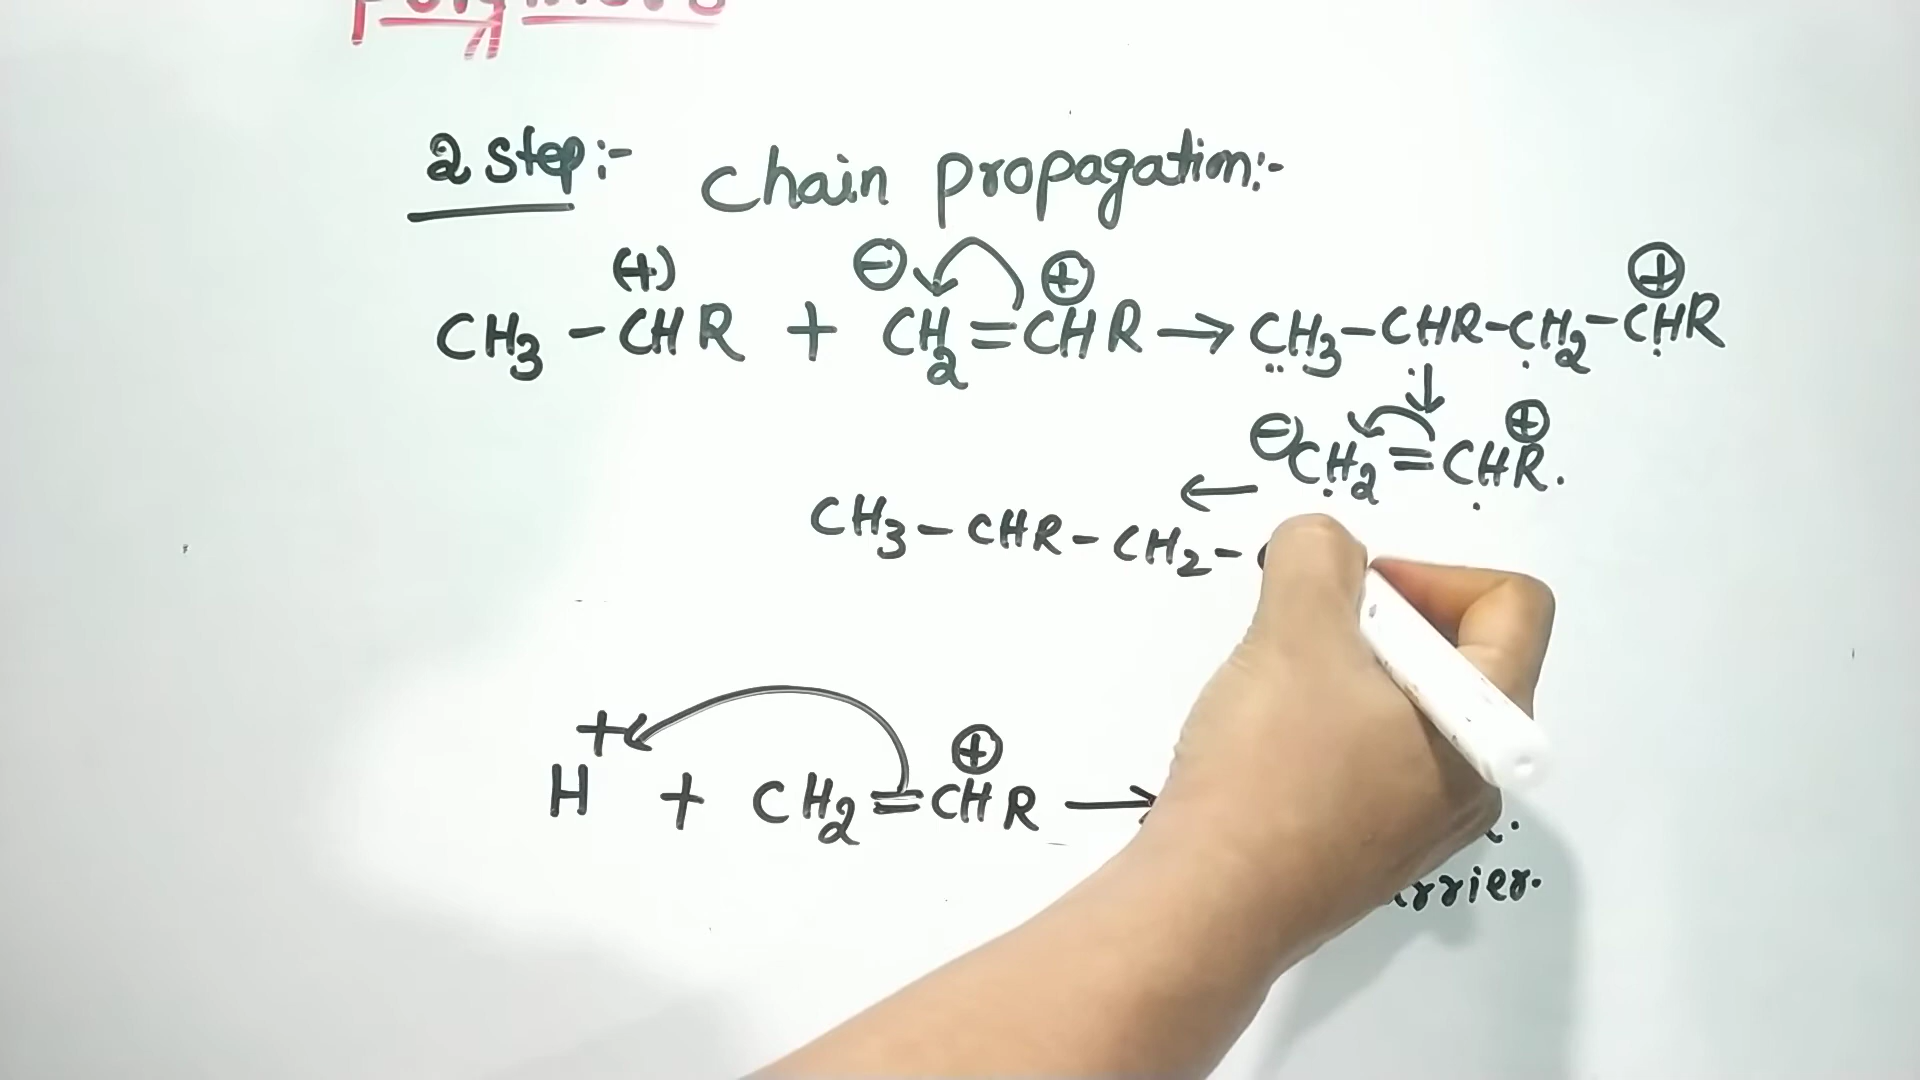 2 step:- Chain propagation:-
(+) ⊖ ⊕ ⊕
CH3 - CHR + CH2=CHR → CH3-CHR-CH2-CHR
↓
⊖ ⊕
CH2=CHR.
←
CH3 - CHR - CH2 -
+ ⊕
H + CH2=CHR →